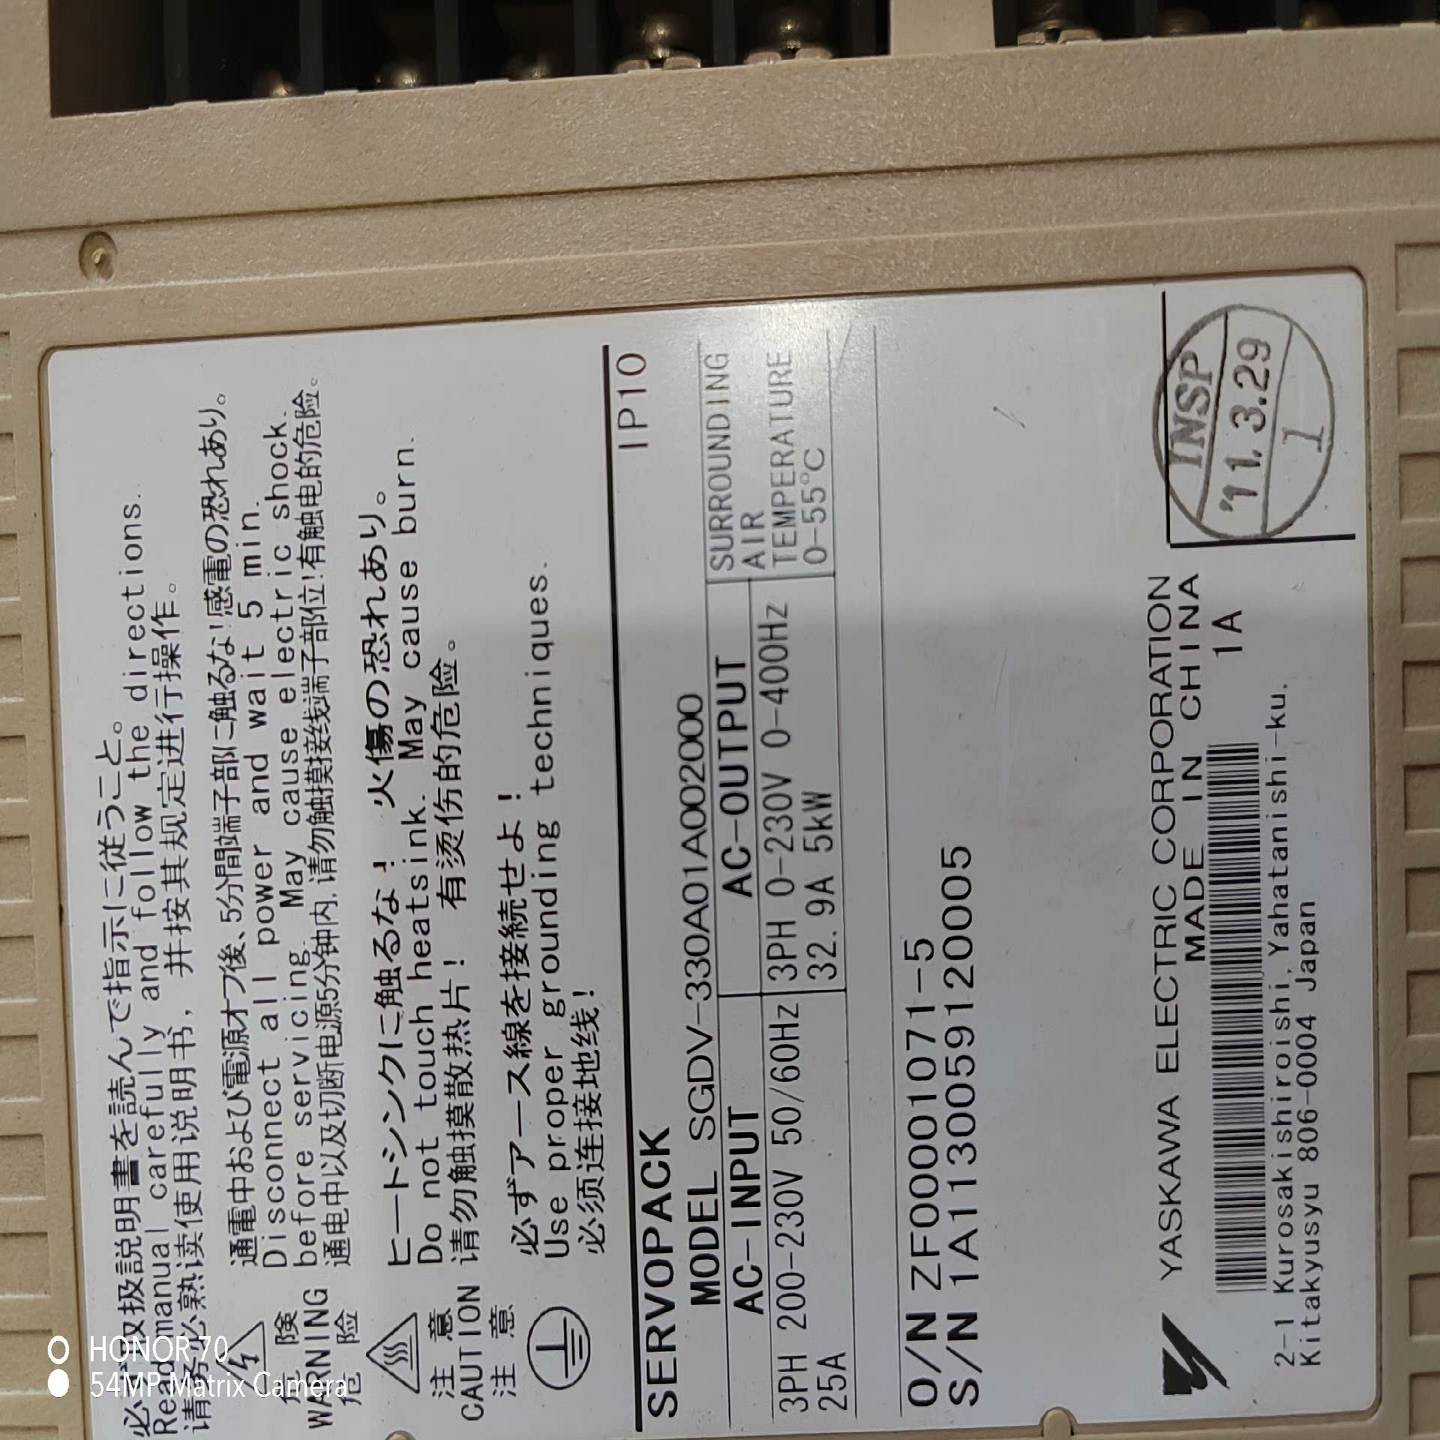 必ず取扱説明書を読んで指示に従うこと。
Read manual carefully and follow the directions.
请务必熟读使用说明书, 并按其规定进行操作。
危険
WARNING
危险
通電中および電源オフ後、5分間端子部に触るな!感電の恐れあり。
Disconnect all power and wait 5 min.
before servicing. May cause electric shock.
通电中以及切断电源5分钟内,请勿触摸接线端子部位!有触电的危险。
注意
CAUTION
注意
ヒートシンクに触るな! 火傷の恐れあり。
Do not touch heatsink. May cause burn.
请勿触摸散热片! 有烫伤的危险。
必ずアース線を接続せよ!
Use proper grounding techniques.
必须连接地线!
SERVOPACK IP10
MODEL SGDV-330A01A002000
AC-INPUT
3PH 200-230V 50/60Hz
25A
AC-OUTPUT
3PH 0-230V 0-400Hz
32.9A 5kW
SURROUNDING
AIR
TEMPERATURE
0-55°C
O/N ZF0001071-5
S/N 1A1130059120005
YASKAWA ELECTRIC CORPORATION
MADE IN CHINA
1A
2-1 Kurosakishiroishi, Yahatanishi-ku.
Kitakyusyu 806-0004 Japan
INSP
'11.3.29
1
HONOR 70
54MP Matrix Camera